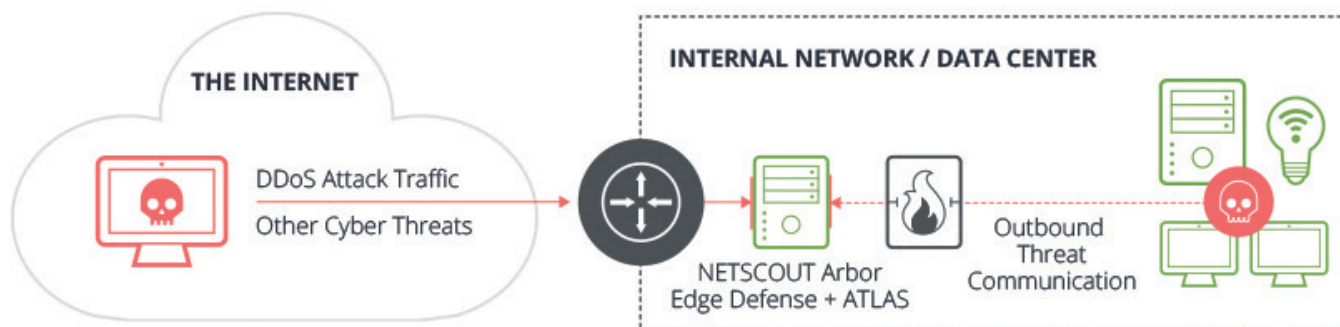 THE INTERNET
DDoS Attack Traffic
Other Cyber Threats
INTERNAL NETWORK / DATA CENTER
NETSCOUT Arbor
Edge Defense + ATLAS
Outbound
Threat
Communication